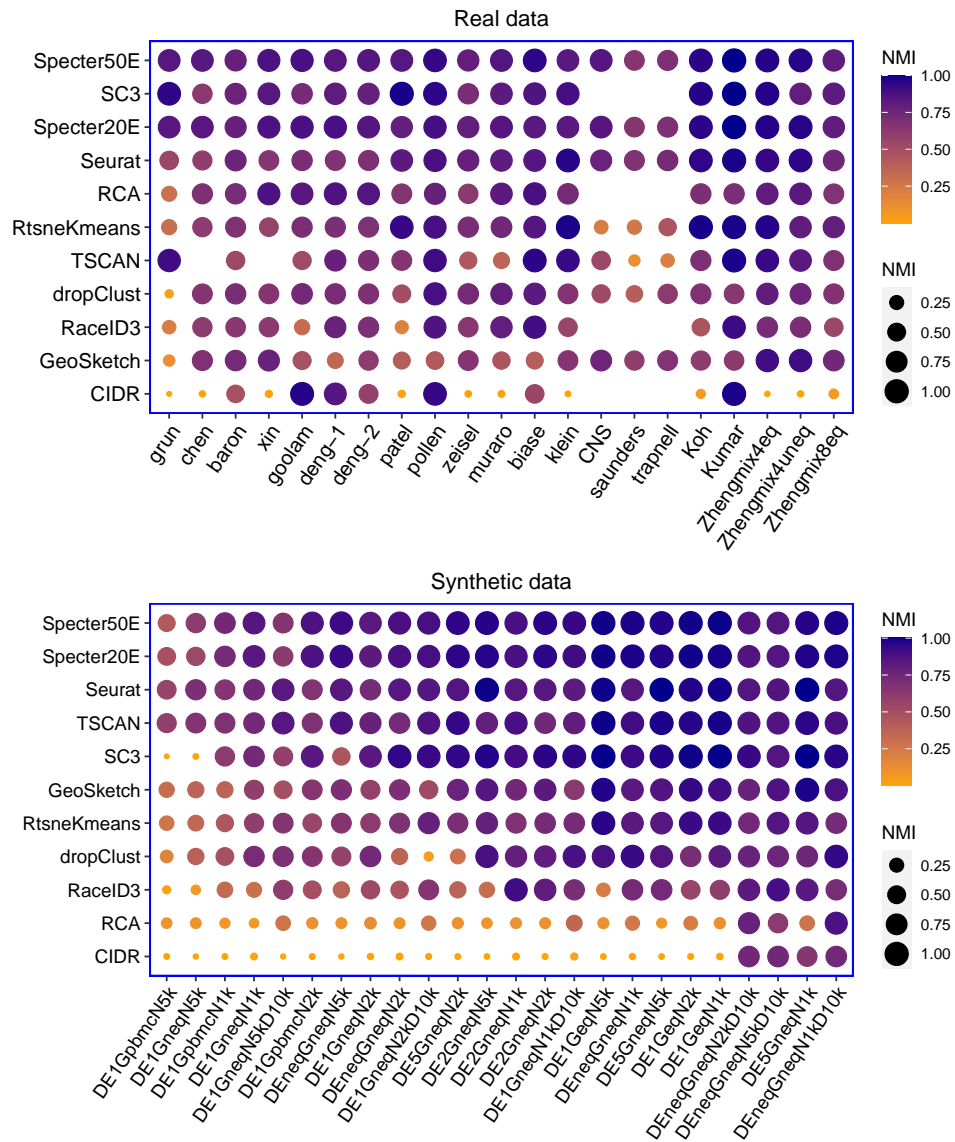 Real data
Specter50E
SC3
Specter20E
Seurat
RCA
RtsneKmeans
TSCAN
dropClust
RaceID3
GeoSketch
CIDR
grun
chen
baron
xin
goolam
deng−1
deng−2
patel
pollen
zeisel
muraro
biase
klein
CNS
saunders
trapnell
Koh
Kumar
Zhengmix4eq
Zhengmix4uneq
Zhengmix8eq
NMI
1.00
0.75
0.50
0.25
NMI
0.25
0.50
0.75
1.00
Synthetic data
Specter50E
Specter20E
Seurat
TSCAN
SC3
GeoSketch
RtsneKmeans
dropClust
RaceID3
RCA
CIDR
DE1GpbmcN5k
DE1GneqN5k
DE1GpbmcN1k
DE1GneqN1k
DE1GneqN5kD10k
DE1GpbmcN2k
DEneqGneqN5k
DE1GneqN2k
DEneqGneqN2k
DE1GneqN2kD10k
DE5GneqN2k
DE2GneqN5k
DE2GneqN1k
DE2GneqN2k
DE1GneqN1kD10k
DE1GeqN5k
DEneqGneqN1k
DE5GneqN5k
DE1GeqN2k
DE1GeqN1k
DEneqGneqN2kD10k
DEneqGneqN5kD10k
DE5GneqN1k
DEneqGneqN1kD10k
NMI
1.00
0.75
0.50
0.25
NMI
0.25
0.50
0.75
1.00